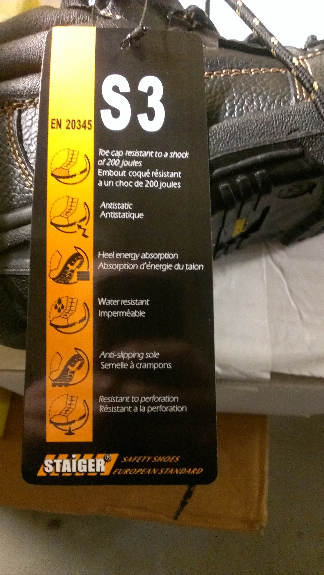 S3
EN 20345
Toe cap resistant to a shock
of 200 joules
Embout coqué résistant
a un choc de 200 joules
Antistatic
Antistatique
Heel energy absorption
Absorption d'énergie du talon
Water resistant
Imperméable
Anti-slipping sole
Semelle à crampons
Resistant to perforation
Résistant a la perforation
STAIGER®
SAFETY SHOES
EUROPEAN STANDARD